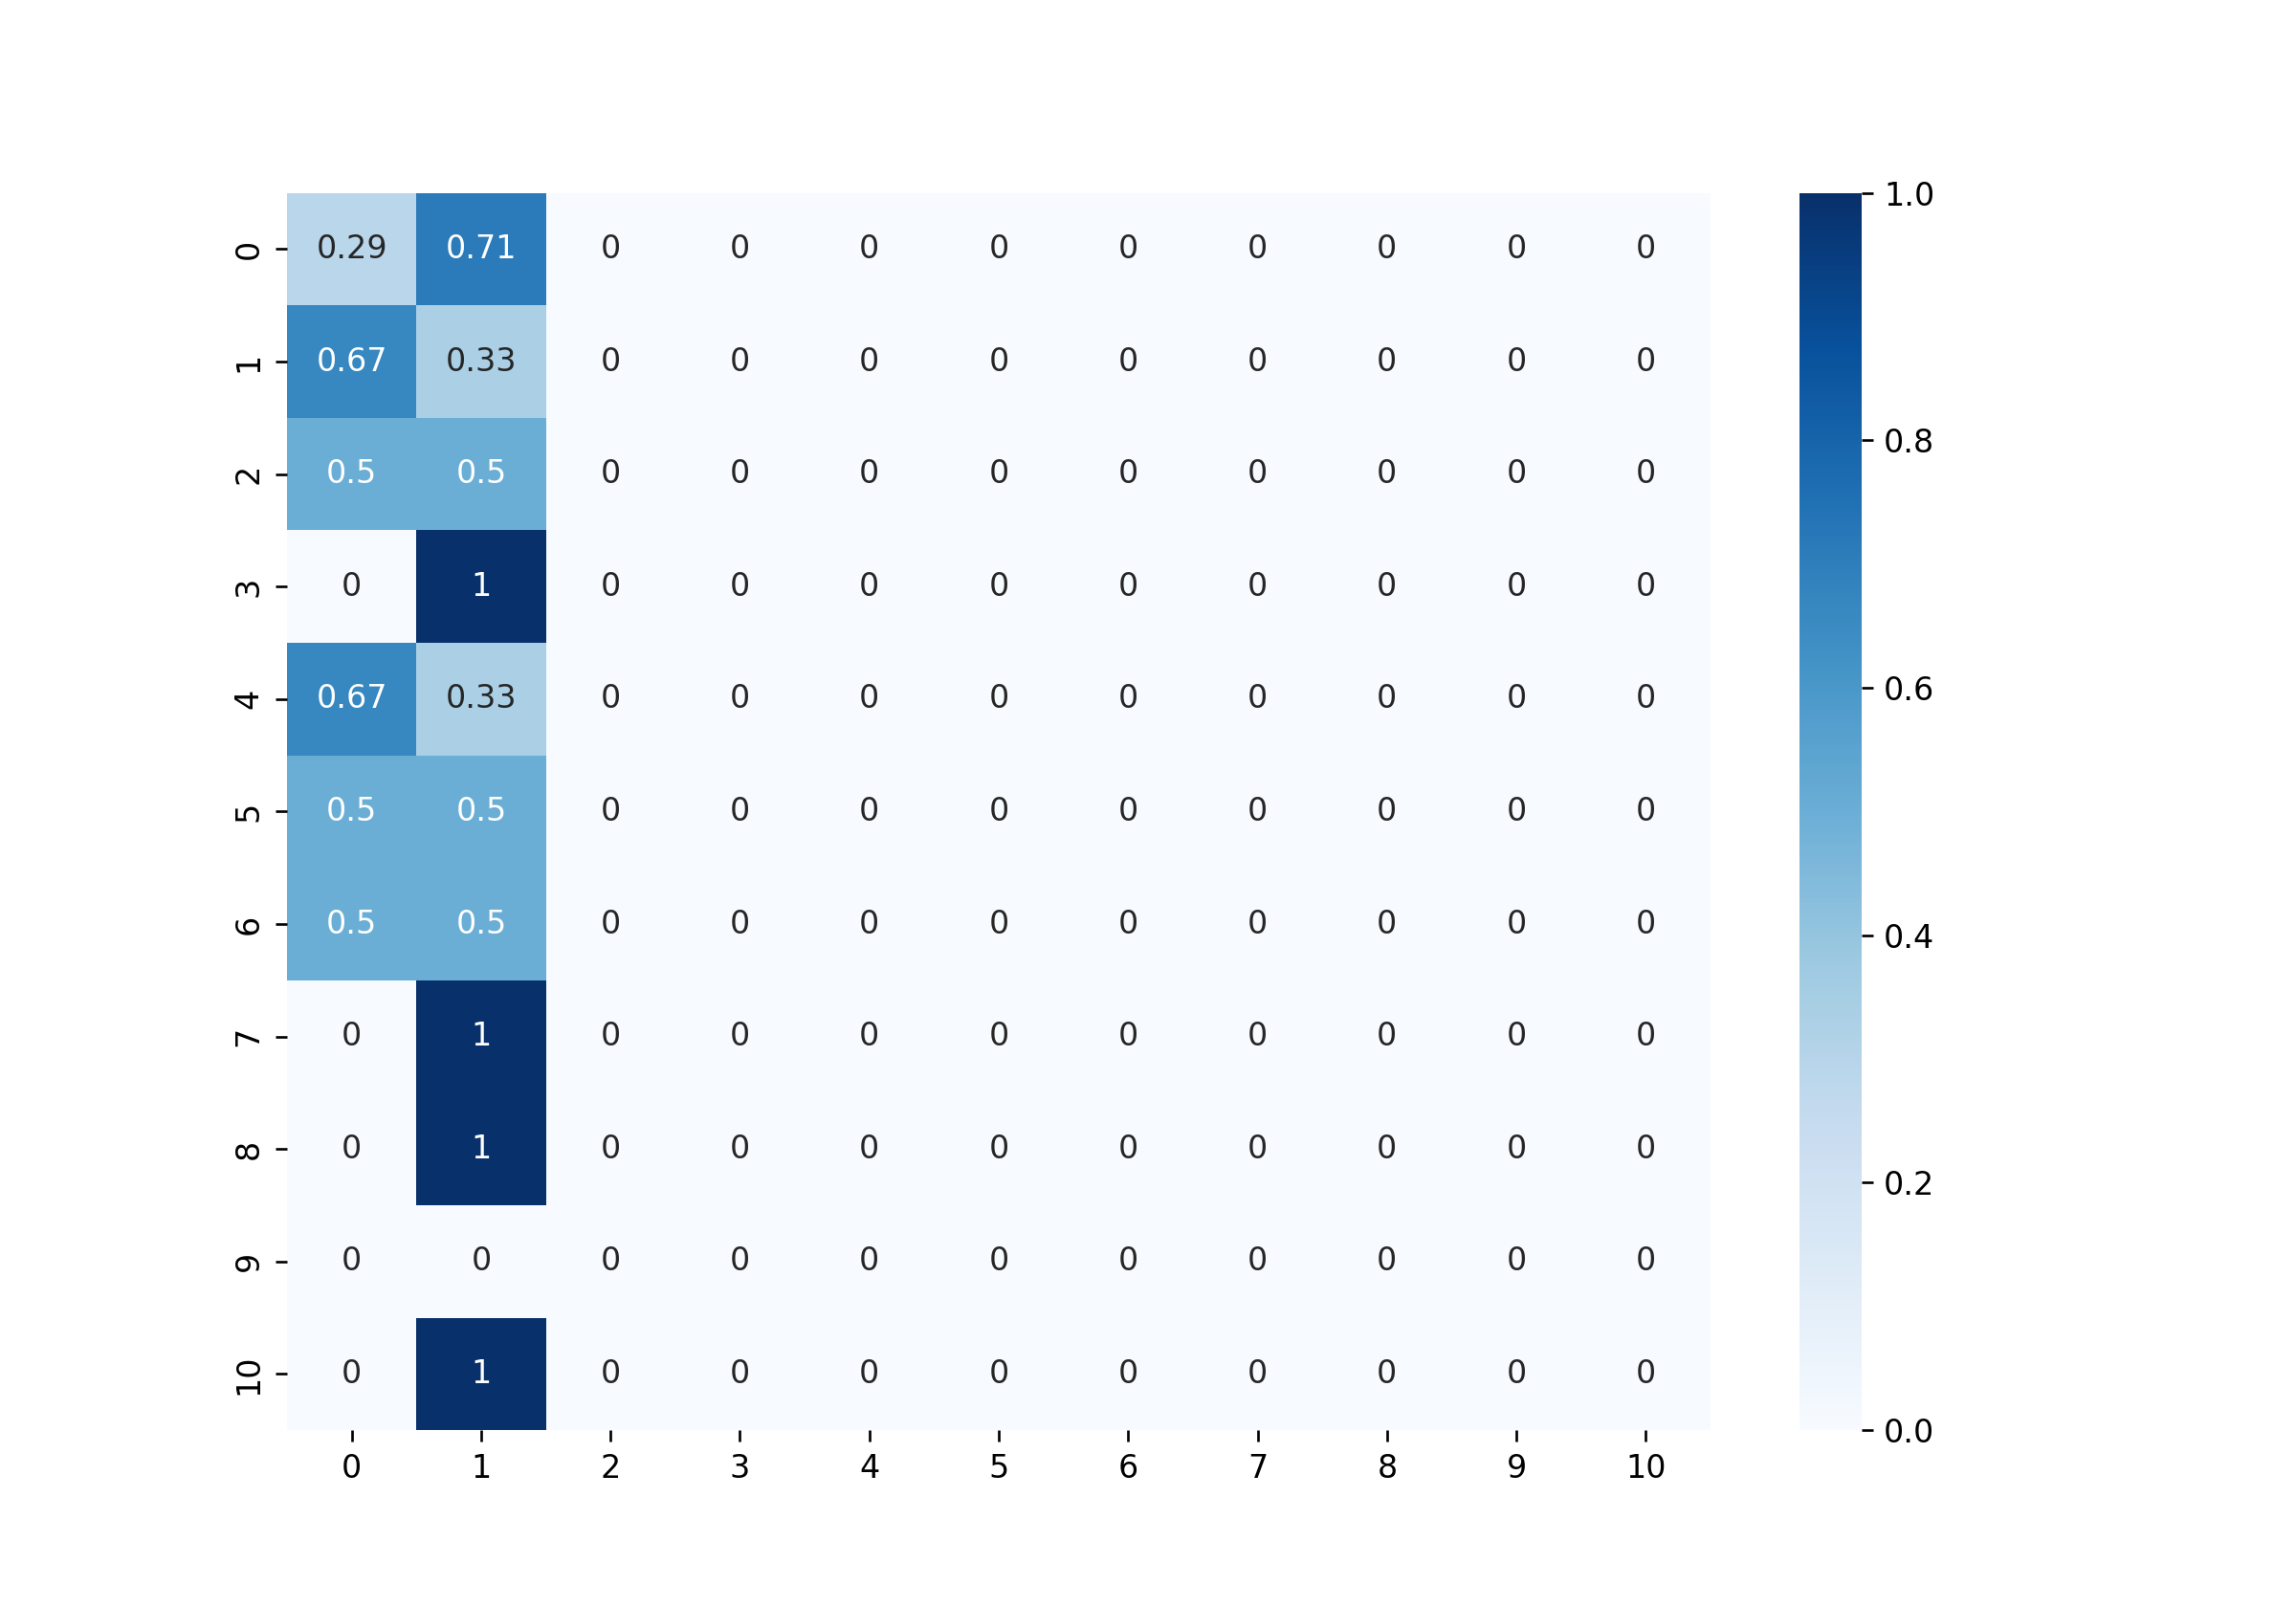 1.0
0 0.29 0.71 0 0 0 0 0 0 0 0 0
1 0.67 0.33 0 0 0 0 0 0 0 0 0
0.8
2 0.5 0.5 0 0 0 0 0 0 0 0 0
3 0 1 0 0 0 0 0 0 0 0 0
0.6
4 0.67 0.33 0 0 0 0 0 0 0 0 0
5 0.5 0.5 0 0 0 0 0 0 0 0 0
6 0.5 0.5 0 0 0 0 0 0 0 0 0
0.4
7 0 1 0 0 0 0 0 0 0 0 0
8 0 1 0 0 0 0 0 0 0 0 0
0.2
9 0 0 0 0 0 0 0 0 0 0 0
10 0 1 0 0 0 0 0 0 0 0 0
0.0
0 1 2 3 4 5 6 7 8 9 10